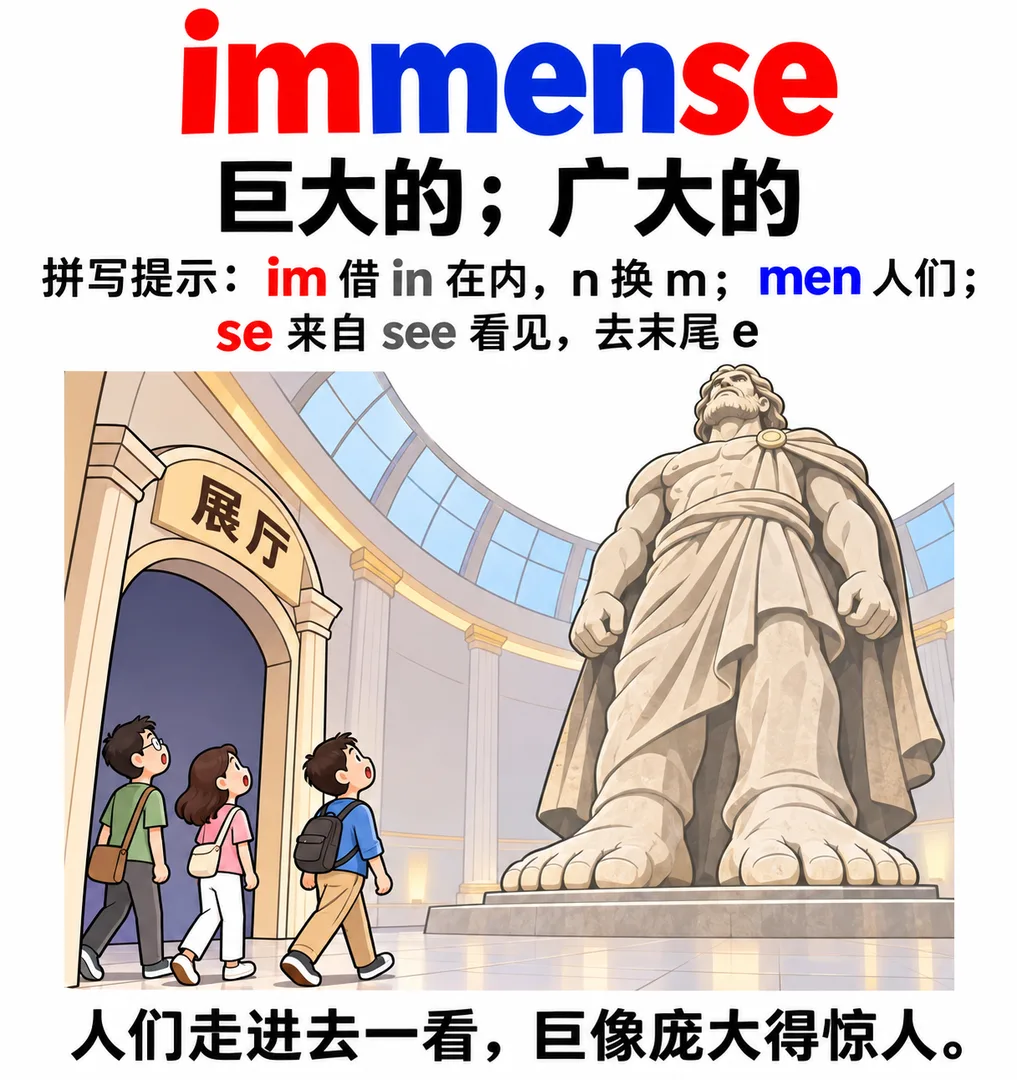 immense
巨大的；广大的
拼写提示：im 借 in 在内，n 换 m；men 人们；
se 来自 see 看见，去末尾 e
展厅
人们走进去一看，巨像庞大得惊人。